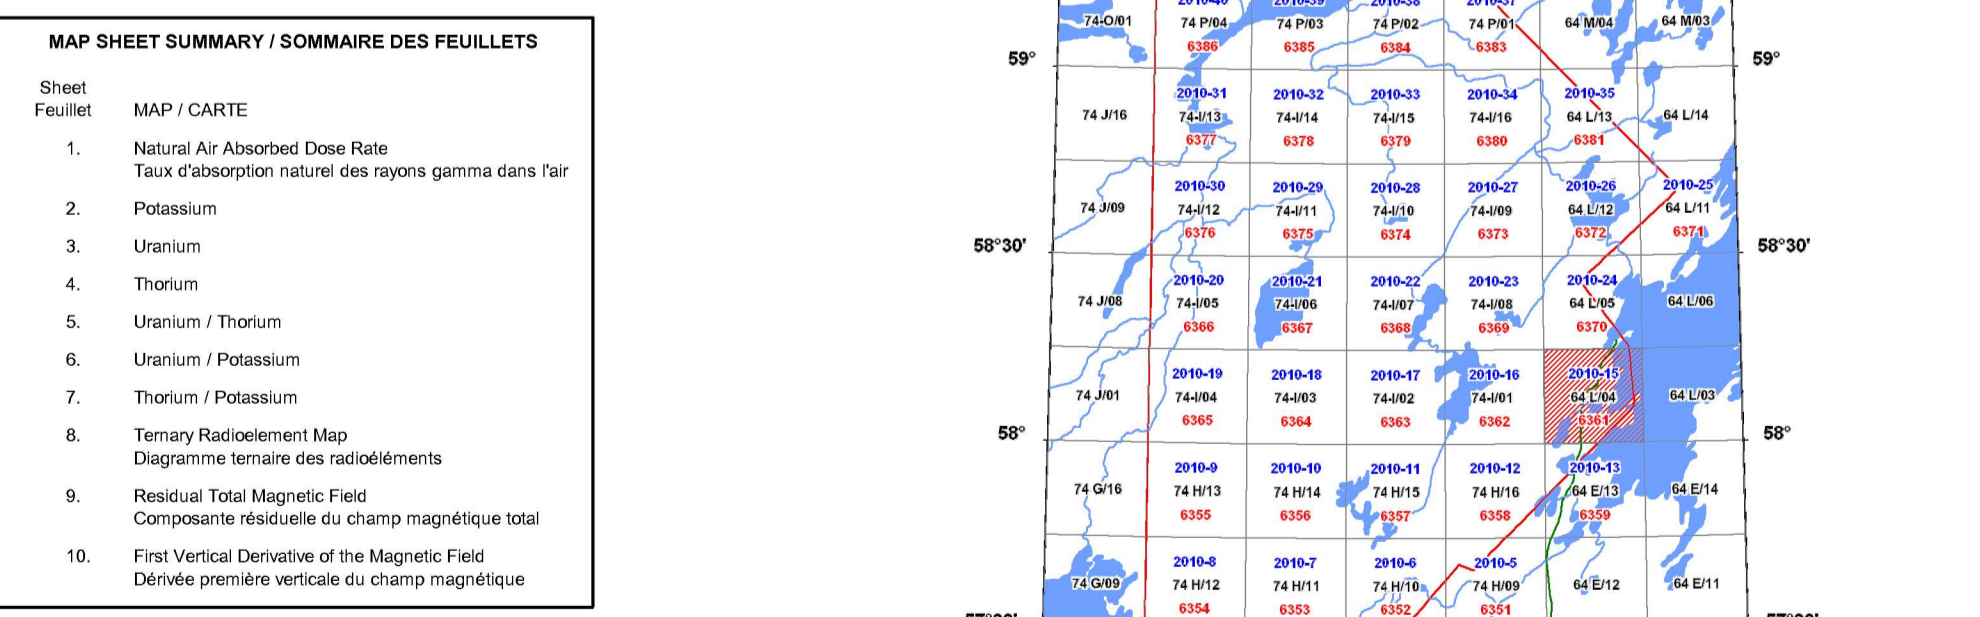 MAP SHEET SUMMARY / SOMMAIRE DES FEUILLETS
Sheet
Feuillet MAP / CARTE
1. Natural Air Absorbed Dose Rate
Taux d'absorption naturel des rayons gamma dans l'air
2. Potassium
3. Uranium
4. Thorium
5. Uranium / Thorium
6. Uranium / Potassium
7. Thorium / Potassium
8. Ternary Radioelement Map
Diagramme ternaire des radioéléments
9. Residual Total Magnetic Field
Composante résiduelle du champ magnétique total
10. First Vertical Derivative of the Magnetic Field
Dérivée première verticale du champ magnétique
2010-40 2010-39 2010-38 2010-37
74-O/01 74 P/04 74 P/03 74 P/02 74 P/01 64 M/04 64 M/03
6386 6385 6384 6383
59° 59°
2010-31 2010-32 2010-33 2010-34 2010-35
74 J/16 74-I/13 74-I/14 74-I/15 74-I/16 64 L/13 64 L/14
6377 6378 6379 6380 6381
2010-30 2010-29 2010-28 2010-27 2010-26 2010-25
74 J/09 74-I/12 74-I/11 74-I/10 74-I/09 64 L/12 64 L/11
6376 6375 6374 6373 6372 6371
58°30' 58°30'
2010-20 2010-21 2010-22 2010-23 2010-24
74 J/08 74-I/05 74-I/06 74-I/07 74-I/08 64 L/05 64 L/06
6366 6367 6368 6369 6370
2010-19 2010-18 2010-17 2010-16 2010-15
74 J/01 74-I/04 74-I/03 74-I/02 74-I/01 64 L/04 64 L/03
6365 6364 6363 6362 6361
58° 58°
2010-9 2010-10 2010-11 2010-12 2010-13
74 G/16 74 H/13 74 H/14 74 H/15 74 H/16 64 E/13 64 E/14
6355 6356 6357 6358 6359
2010-8 2010-7 2010-6 2010-5
74 G/09 74 H/12 74 H/11 74 H/10 74 H/09 64 E/12 64 E/11
6354 6353 6352 6351